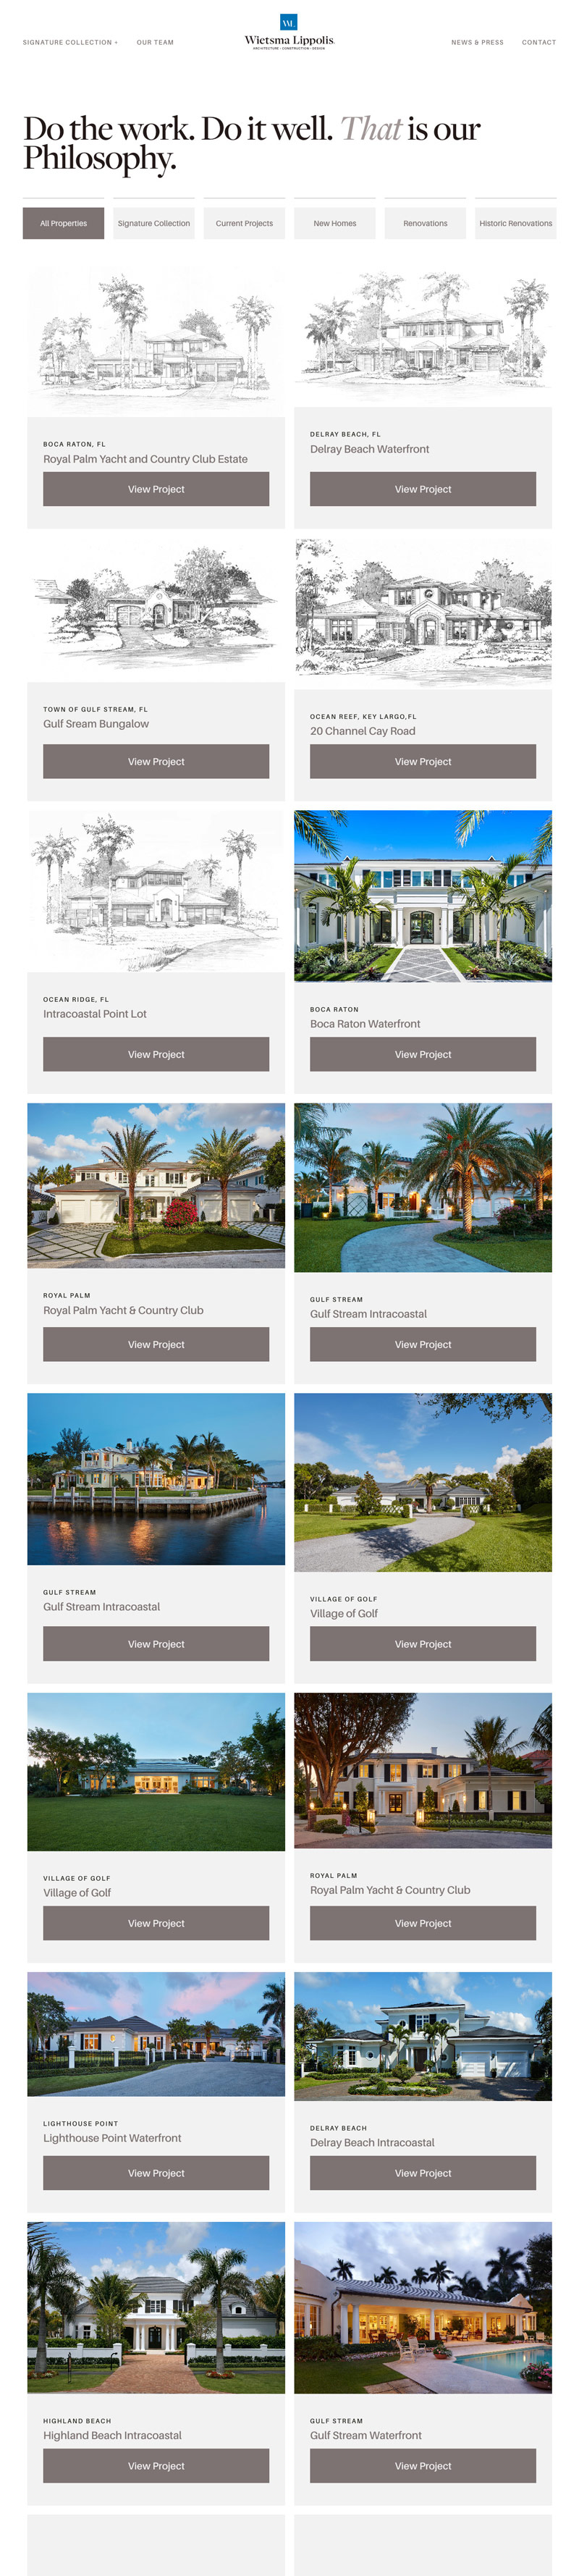 SIGNATURE COLLECTION +
OUR TEAM
WL
Wietsma Lippolis
ARCHITECTURE • CONSTRUCTION • DESIGN
NEWS & PRESS
CONTACT
Do the work. Do it well. That is our
Philosophy.
All Properties
Signature Collection
Current Projects
New Homes
Renovations
Historic Renovations
BOCA RATON, FL
Royal Palm Yacht and Country Club Estate
View Project
DELRAY BEACH, FL
Delray Beach Waterfront
View Project
TOWN OF GULF STREAM, FL
Gulf Sream Bungalow
View Project
OCEAN REEF, KEY LARGO,FL
20 Channel Cay Road
View Project
OCEAN RIDGE, FL
Intracoastal Point Lot
View Project
BOCA RATON
Boca Raton Waterfront
View Project
ROYAL PALM
Royal Palm Yacht & Country Club
View Project
GULF STREAM
Gulf Stream Intracoastal
View Project
GULF STREAM
Gulf Stream Intracoastal
View Project
VILLAGE OF GOLF
Village of Golf
View Project
VILLAGE OF GOLF
Village of Golf
View Project
ROYAL PALM
Royal Palm Yacht & Country Club
View Project
LIGHTHOUSE POINT
Lighthouse Point Waterfront
View Project
DELRAY BEACH
Delray Beach Intracoastal
View Project
HIGHLAND BEACH
Highland Beach Intracoastal
View Project
GULF STREAM
Gulf Stream Waterfront
View Project